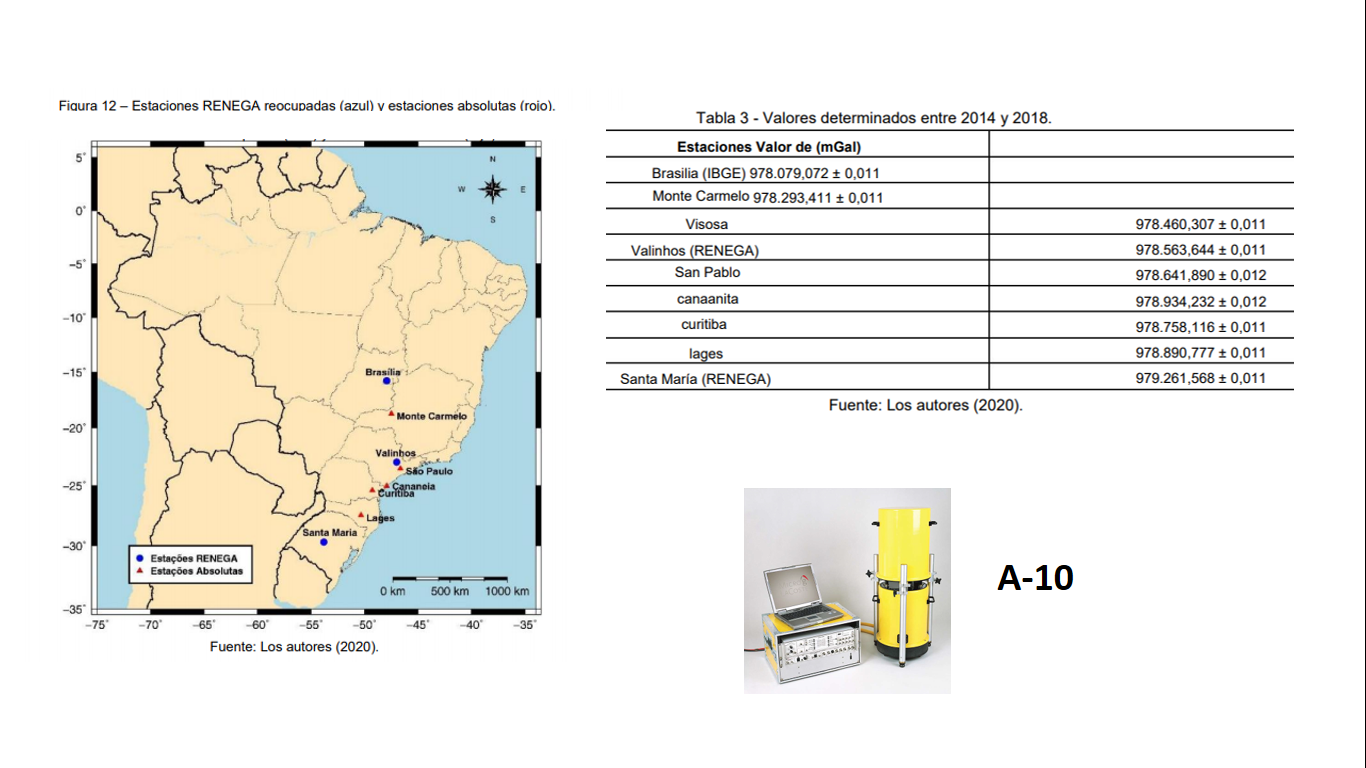 Figura 12 – Estaciones RENEGA reocupadas (azul) y estaciones absolutas (rojo).
5°
0°
−5°
−10°
−15°
−20°
−25°
−30°
−35°
−75°
−70°
−65°
−60°
−55°
−50°
−45°
−40°
−35°
N
W
E
S
Brasília
Monte Carmelo
Valinhos
São Paulo
Cananeia
Curitiba
Lages
Santa Maria
Estações RENEGA
Estações Absolutas
0 km 500 km 1000 km
Fuente: Los autores (2020).
Tabla 3 - Valores determinados entre 2014 y 2018.
Estaciones Valor de (mGal)
Brasilia (IBGE) 978.079,072 ± 0,011
Monte Carmelo 978.293,411 ± 0,011
Visosa 978.460,307 ± 0,011
Valinhos (RENEGA) 978.563,644 ± 0,011
San Pablo 978.641,890 ± 0,012
canaanita 978.934,232 ± 0,012
curitiba 978.758,116 ± 0,011
lages 978.890,777 ± 0,011
Santa María (RENEGA) 979.261,568 ± 0,011
Fuente: Los autores (2020).
A-10